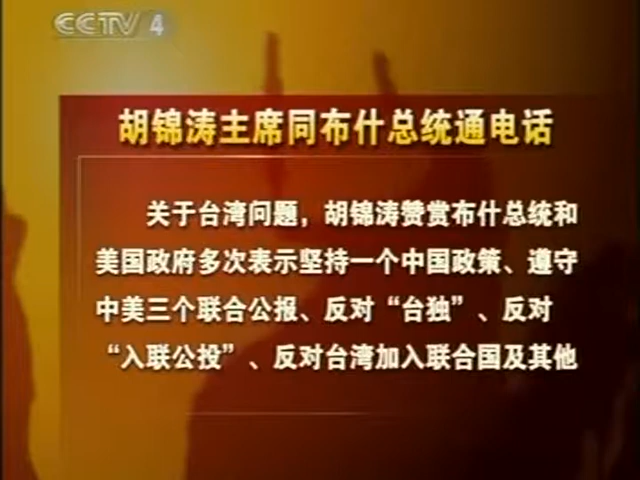 CCTV 4
胡锦涛主席同布什总统通电话
关于台湾问题，胡锦涛赞赏布什总统和
美国政府多次表示坚持一个中国政策、遵守
中美三个联合公报、反对“台独”、反对
“入联公投”、反对台湾加入联合国及其他